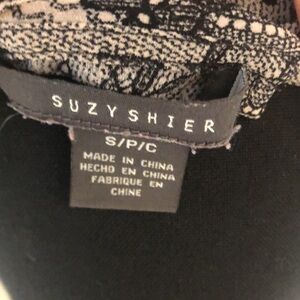 SUZY SHIER
S/P/C
MADE IN CHINA
HECHO EN CHINA
FABRIQUE EN
CHINE